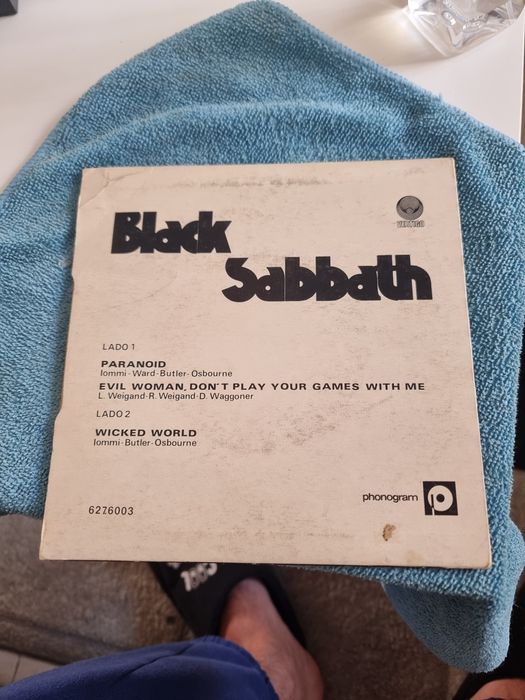 Black
Sabbath
VERTIGO
LADO 1
PARANOID
Iommi-Ward-Butler-Osbourne
EVIL WOMAN, DON'T PLAY YOUR GAMES WITH ME
L. Weigand-R. Weigand-D. Waggoner
LADO 2
WICKED WORLD
Iommi-Butler-Osbourne
phonogram
6276003